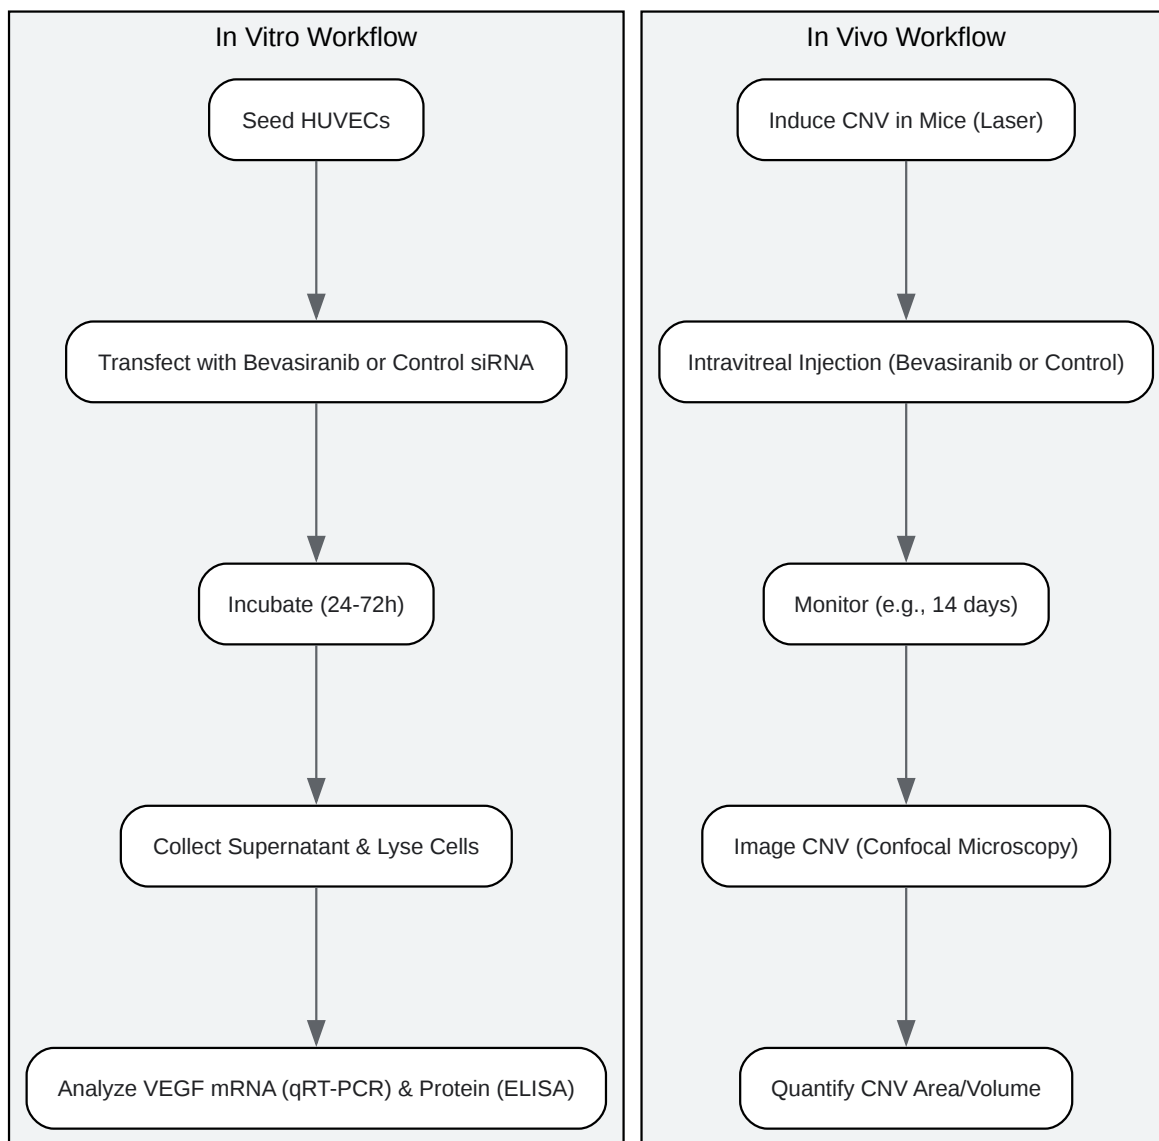 In Vitro Workflow
Seed HUVECs
Transfect with Bevasiranib or Control siRNA
Incubate (24-72h)
Collect Supernatant & Lyse Cells
Analyze VEGF mRNA (qRT-PCR) & Protein (ELISA)
In Vivo Workflow
Induce CNV in Mice (Laser)
Intravitreal Injection (Bevasiranib or Control)
Monitor (e.g., 14 days)
Image CNV (Confocal Microscopy)
Quantify CNV Area/Volume